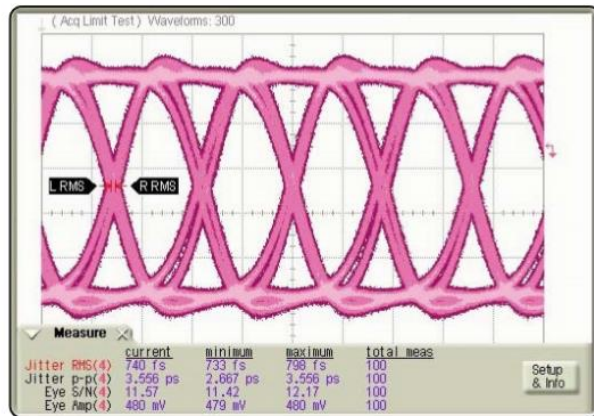 ( Acq Limit Test ) Waveforms: 300
L RMS R RMS
Measure
current minimum maximum total meas
Jitter RMS(4) 740 fs 733 fs 798 fs 100
Jitter p-p(4) 3.556 ps 2.667 ps 3.556 ps 100
Eye S/N(4) 11.57 11.42 12.17 100
Eye Amp(4) 480 mV 479 mV 480 mV 100
Setup
& Info